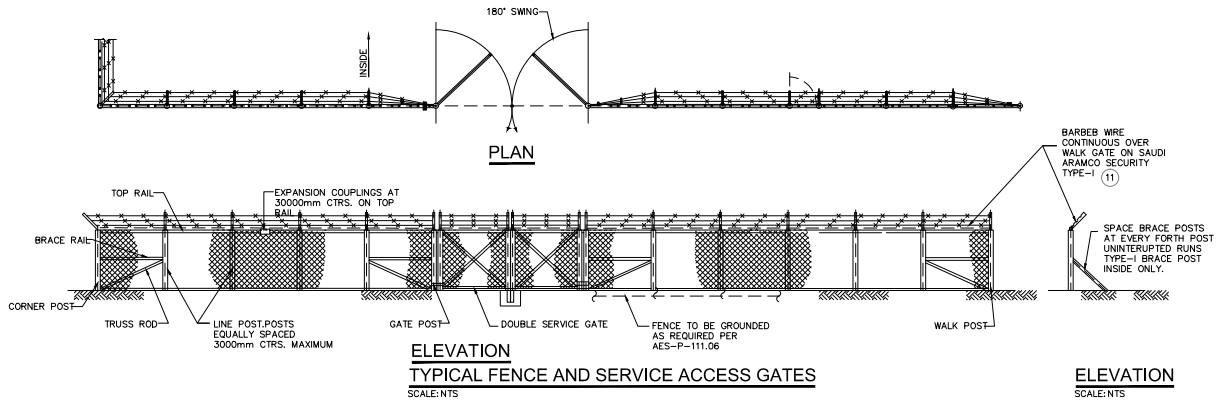 180° SWING
INSIDE
PLAN
BARBEB WIRE
CONTINUOUS OVER
WALK GATE ON SAUDI
ARAMCO SECURITY
TYPE-I 11
TOP RAIL
EXPANSION COUPLINGS AT
30000mm CTRS. ON TOP
RAIL
BRACE RAIL
SPACE BRACE POSTS
AT EVERY FORTH POST
UNINTERUPTED RUNS
TYPE-I BRACE POST
INSIDE ONLY.
CORNER POST
TRUSS ROD
LINE POST.POSTS
EQUALLY SPACED
3000mm CTRS. MAXIMUM
GATE POST
DOUBLE SERVICE GATE
FENCE TO BE GROUNDED
AS REQUIRED PER
AES-P-111.06
WALK POST
ELEVATION
TYPICAL FENCE AND SERVICE ACCESS GATES
SCALE: NTS
ELEVATION
SCALE: NTS